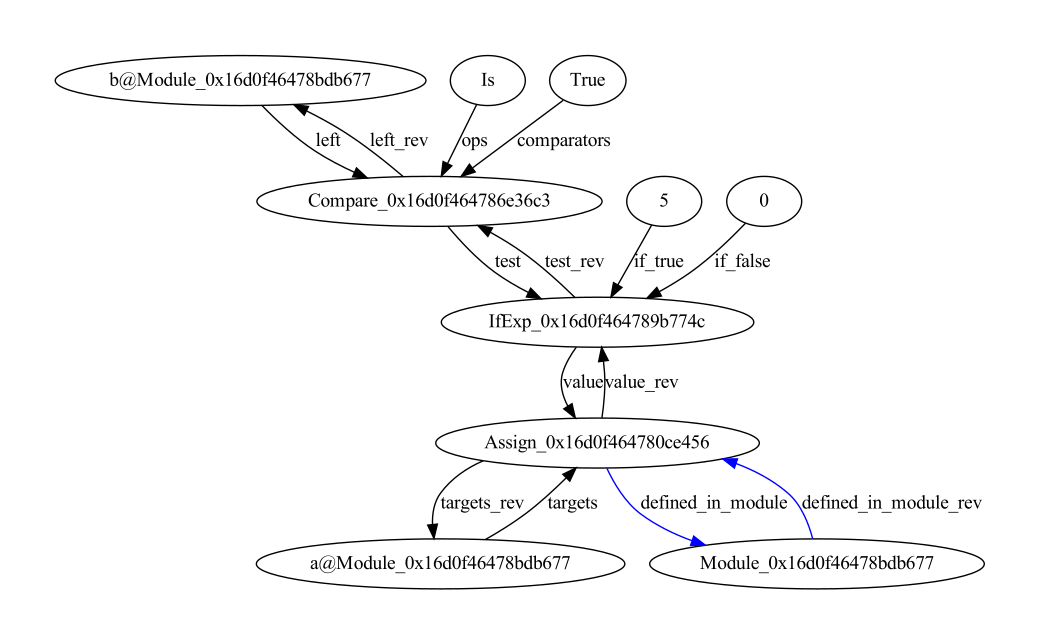 b@Module_0x16d0f46478bdb677
Is
True
left
left_rev
ops
comparators
Compare_0x16d0f464786e36c3
5
0
test
test_rev
if_true
if_false
IfExp_0x16d0f464789b774c
value
value_rev
Assign_0x16d0f464780ce456
targets_rev
targets
defined_in_module
defined_in_module_rev
a@Module_0x16d0f46478bdb677
Module_0x16d0f46478bdb677